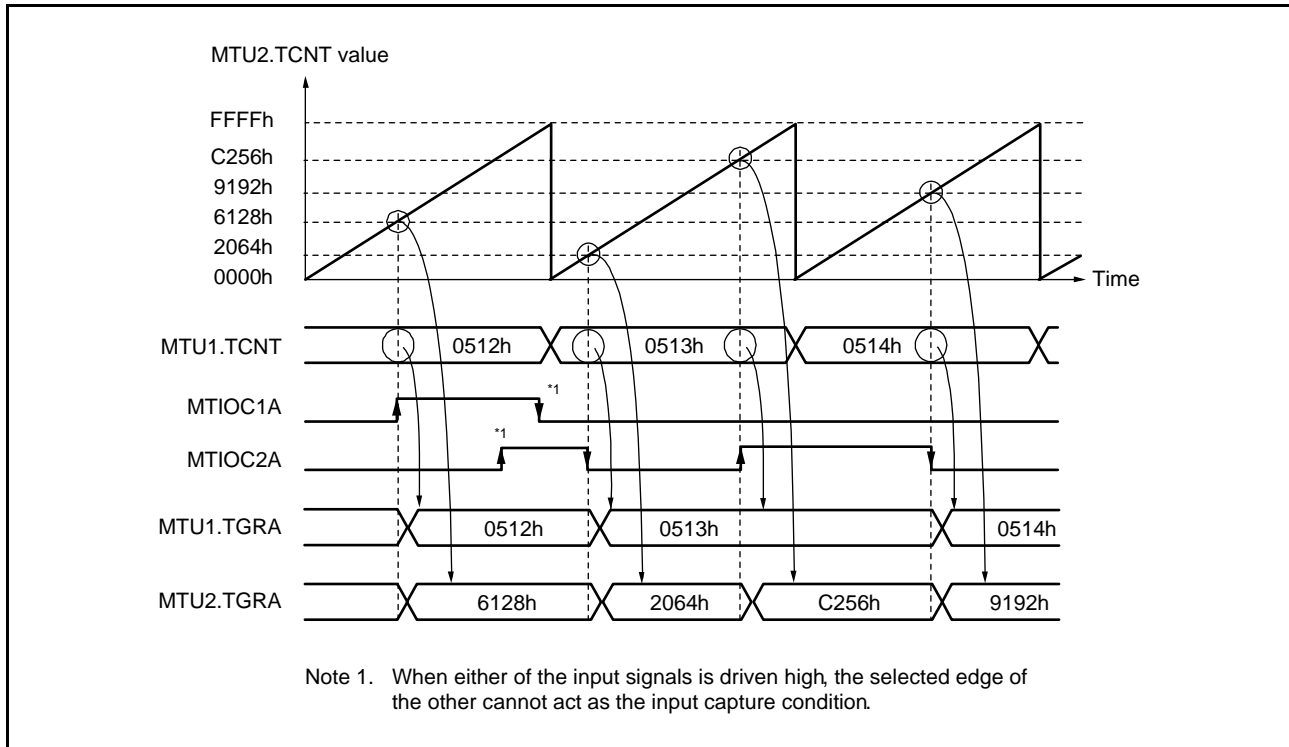 MTU2.TCNT value
FFFFh
C256h
9192h
6128h
2064h
0000h
Time
MTU1.TCNT 0512h 0513h 0514h
MTIOC1A *1
MTIOC2A *1
MTU1.TGRA 0512h 0513h 0514h
MTU2.TGRA 6128h 2064h C256h 9192h
Note 1. When either of the input signals is driven high, the selected edge of
the other cannot act as the input capture condition.